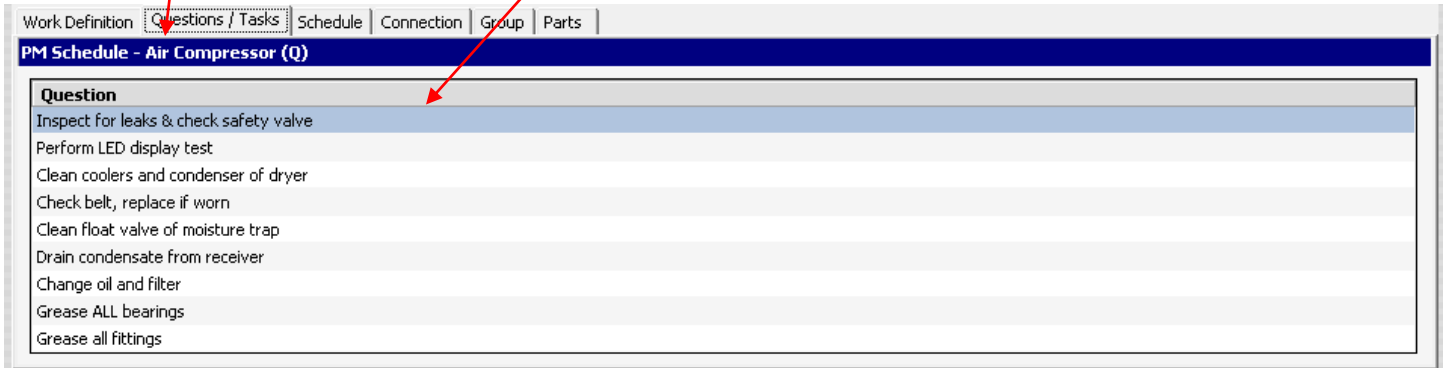 Work Definition Questions / Tasks Schedule Connection Group Parts
PM Schedule - Air Compressor (Q)
Question
Inspect for leaks & check safety valve
Perform LED display test
Clean coolers and condenser of dryer
Check belt, replace if worn
Clean float valve of moisture trap
Drain condensate from receiver
Change oil and filter
Grease ALL bearings
Grease all fittings